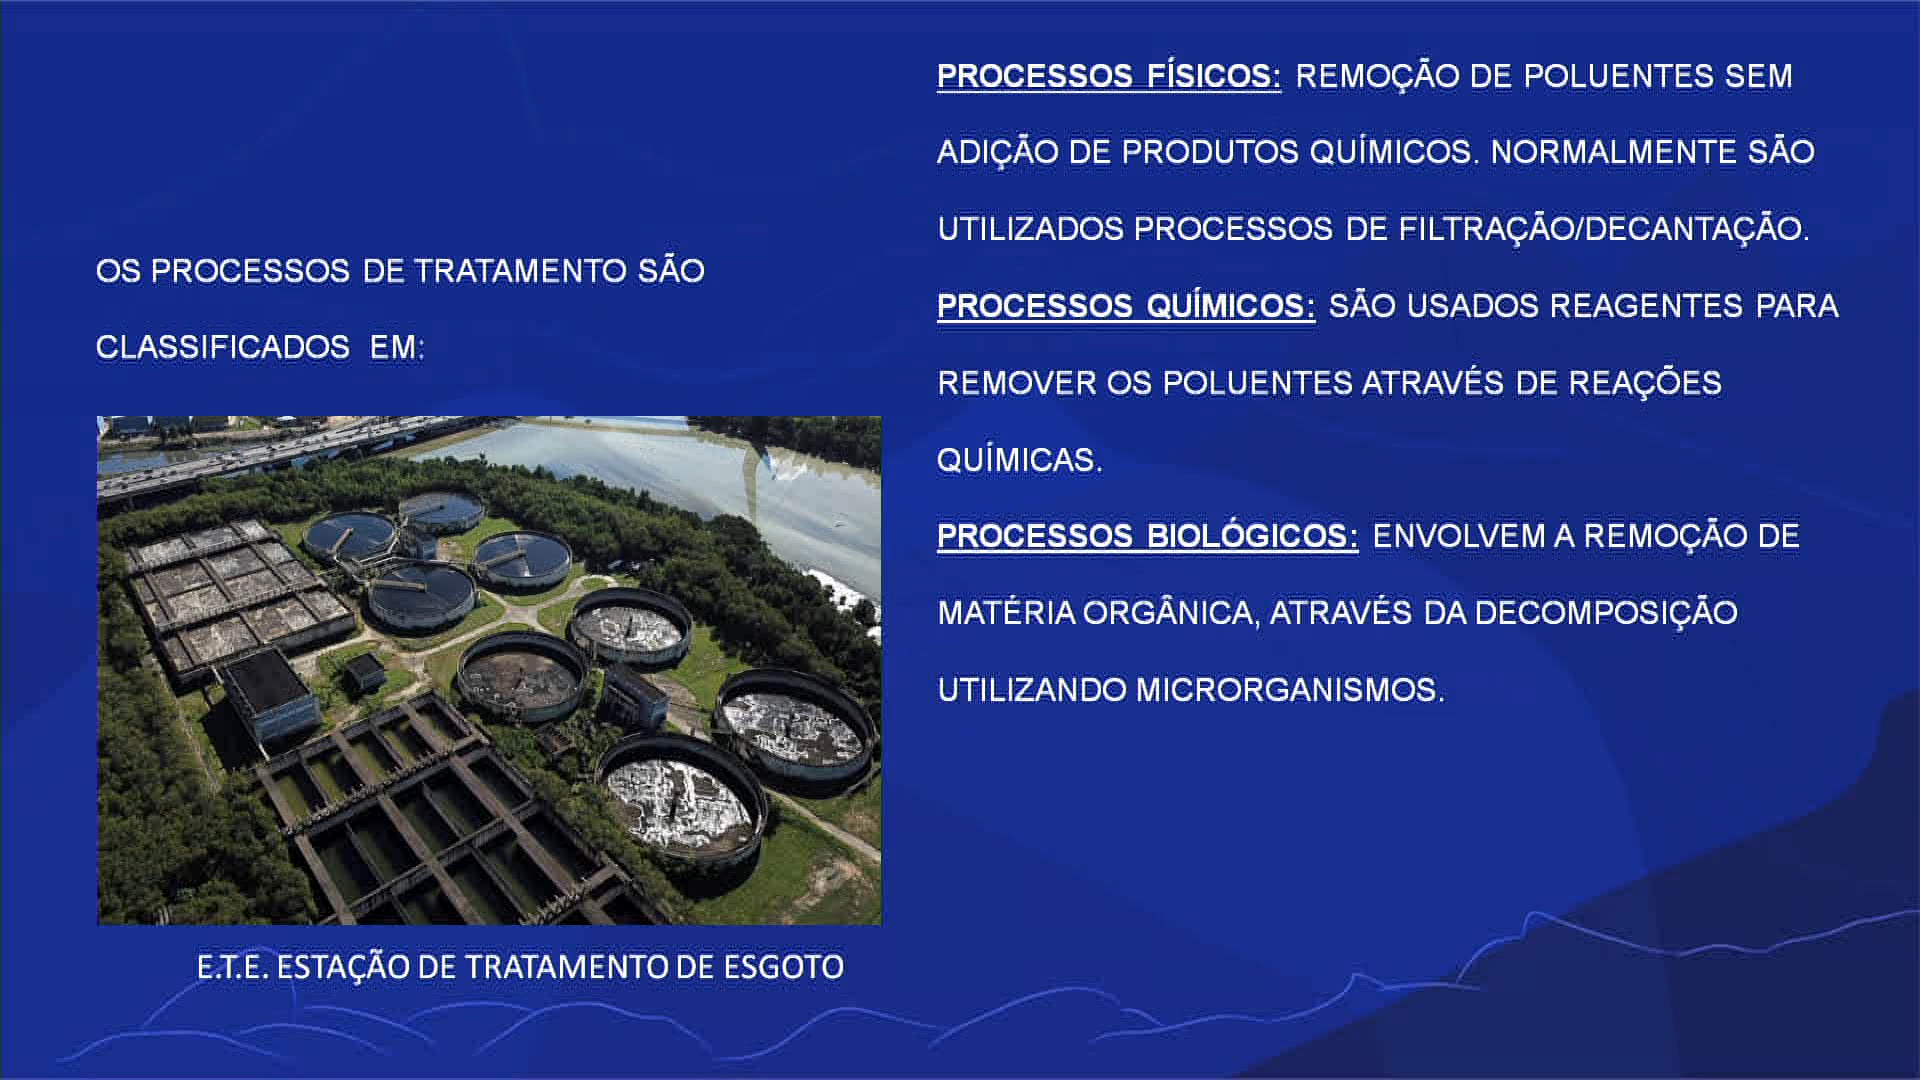 OS PROCESSOS DE TRATAMENTO SÃO
CLASSIFICADOS EM:
E.T.E. ESTAÇÃO DE TRATAMENTO DE ESGOTO
PROCESSOS FÍSICOS: REMOÇÃO DE POLUENTES SEM
ADIÇÃO DE PRODUTOS QUÍMICOS. NORMALMENTE SÃO
UTILIZADOS PROCESSOS DE FILTRAÇÃO/DECANTAÇÃO.
PROCESSOS QUÍMICOS: SÃO USADOS REAGENTES PARA
REMOVER OS POLUENTES ATRAVÉS DE REAÇÕES
QUÍMICAS.
PROCESSOS BIOLÓGICOS: ENVOLVEM A REMOÇÃO DE
MATÉRIA ORGÂNICA, ATRAVÉS DA DECOMPOSIÇÃO
UTILIZANDO MICRORGANISMOS.